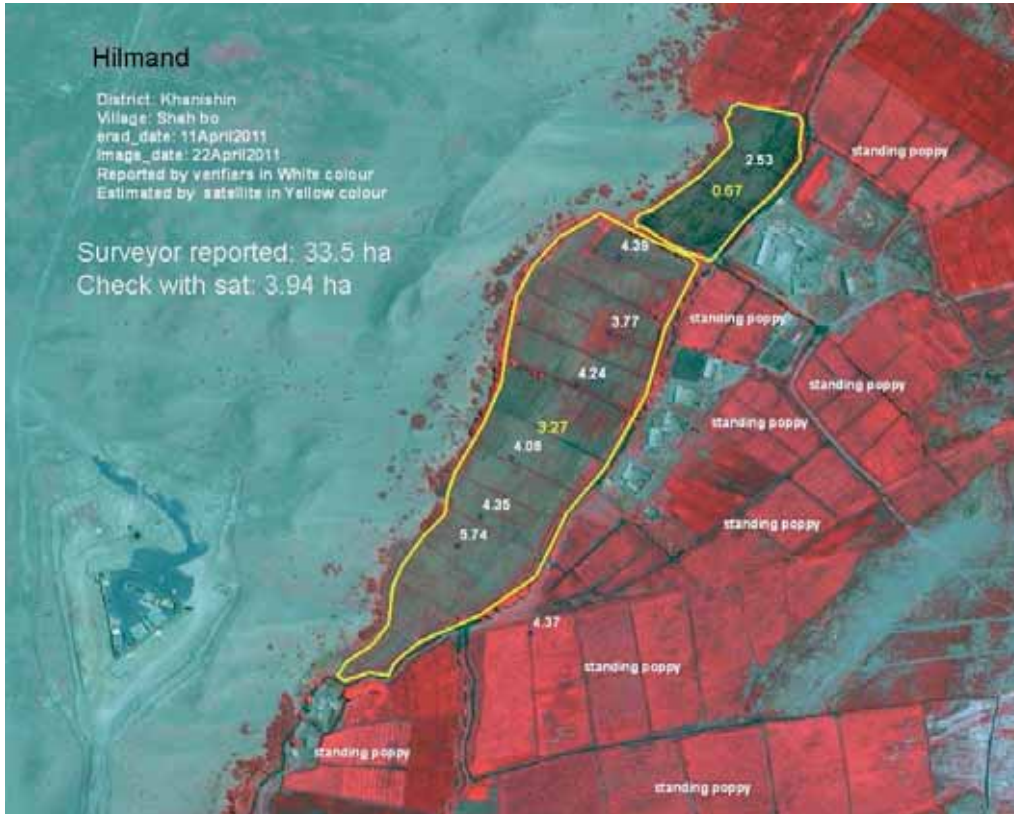 Hilmand
District: Khanishin
Village: Shah bo
erad_date: 11April2011
Image_date: 22April2011
Reported by verifiers in White colour
Estimated by satellite in Yellow colour
Surveyor reported: 33.5 ha
Check with sat: 3.94 ha
standing poppy
2.53
0.67
4.39
3.77
standing poppy
4.24
standing poppy
3.27
standing poppy
4.08
4.35
standing poppy
5.74
4.37
standing poppy
standing poppy
standing poppy